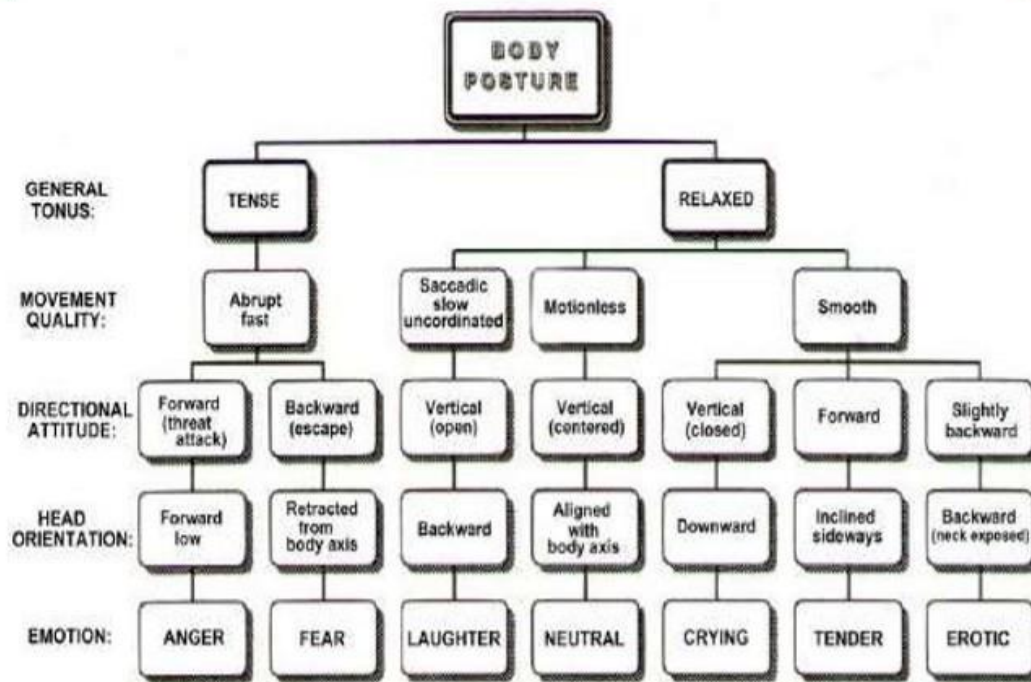 BODY
POSTURE
GENERAL
TONUS:
TENSE
RELAXED
MOVEMENT
QUALITY:
Abrupt
fast
Saccadic
slow
uncordinated
Motionless
Smooth
DIRECTIONAL
ATTITUDE:
Forward
(threat
attack)
Backward
(escape)
Vertical
(open)
Vertical
(centered)
Vertical
(closed)
Forward
Slightly
backward
HEAD
ORIENTATION:
Forward
low
Retracted
from
body axis
Backward
Aligned
with
body axis
Downward
Inclined
sideways
Backward
(neck exposed)
EMOTION:
ANGER
FEAR
LAUGHTER
NEUTRAL
CRYING
TENDER
EROTIC